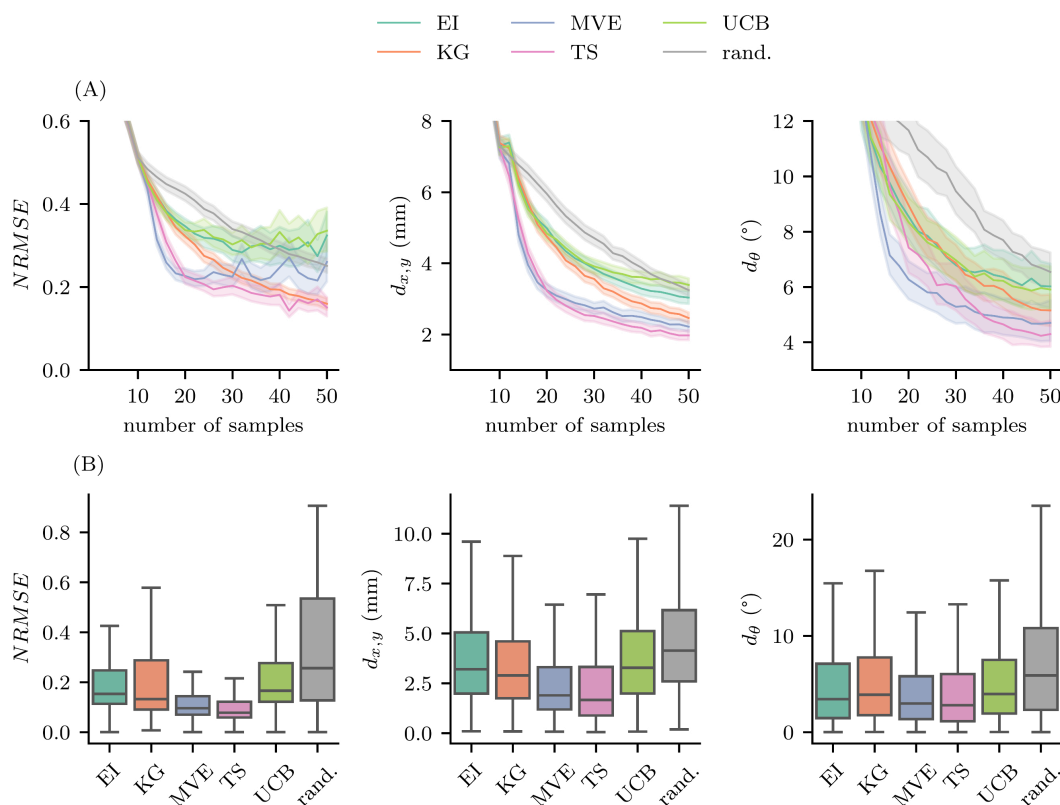 EI MVE UCB
KG TS rand.
(A)
NRMSE
0.6
0.4
0.2
0.0
10 20 30 40 50
number of samples
d_{x,y} (mm)
8
6
4
2
10 20 30 40 50
number of samples
d_θ (°)
12
10
8
6
4
10 20 30 40 50
number of samples
(B)
NRMSE
0.8
0.6
0.4
0.2
0.0
EI KG MVE TS UCB rand.
d_{x,y} (mm)
10.0
7.5
5.0
2.5
0.0
EI KG MVE TS UCB rand.
d_θ (°)
20
10
0
EI KG MVE TS UCB rand.